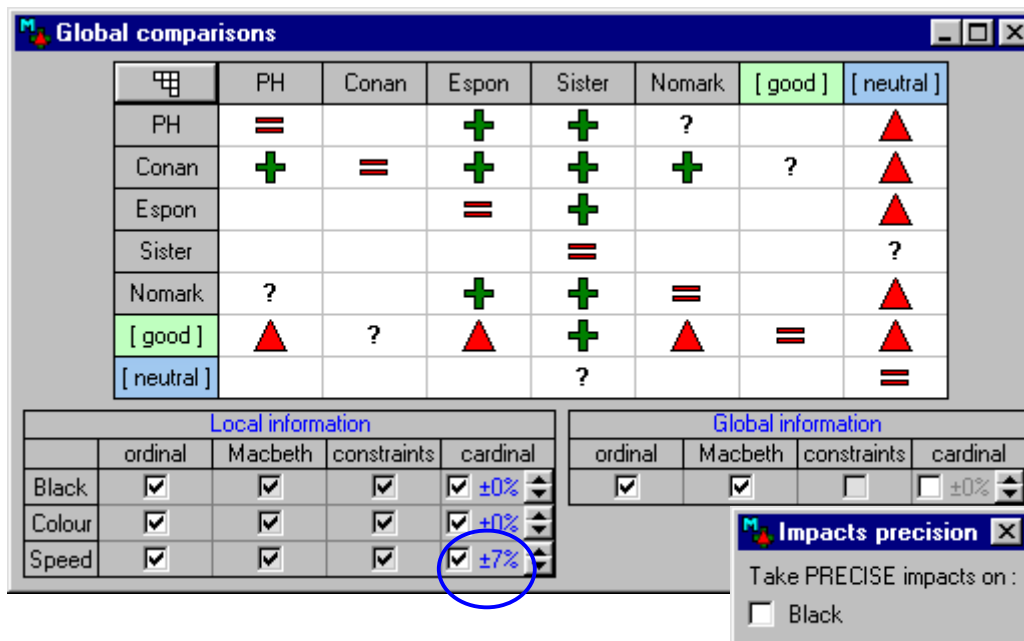 Global comparisons
PH Conan Espon Sister Nomark [ good ] [ neutral ]
PH = + + ?
Conan + = + + + ?
Espon = +
Sister = ?
Nomark ? + + =
[ good ] ? + =
[ neutral ] ? =
Local information
ordinal Macbeth constraints cardinal
Black ±0%
Colour ±0%
Speed ±7%
Global information
ordinal Macbeth constraints cardinal
±0%
Impacts precision
Take PRECISE impacts on :
Black